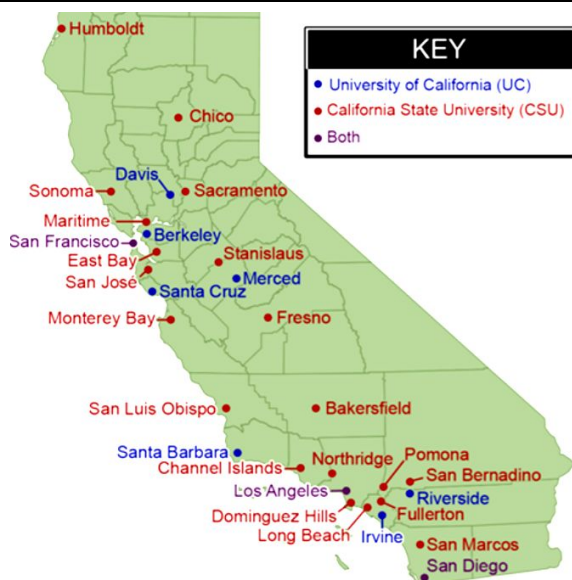 Humboldt
KEY
University of California (UC)
California State University (CSU)
Both
Chico
Davis
Sonoma
Sacramento
Maritime
San Francisco
Berkeley
East Bay
Stanislaus
San José
Merced
Santa Cruz
Monterey Bay
Fresno
San Luis Obispo
Bakersfield
Santa Barbara
Channel Islands
Northridge
Pomona
San Bernadino
Los Angeles
Riverside
Dominguez Hills
Fullerton
Long Beach
Irvine
San Marcos
San Diego